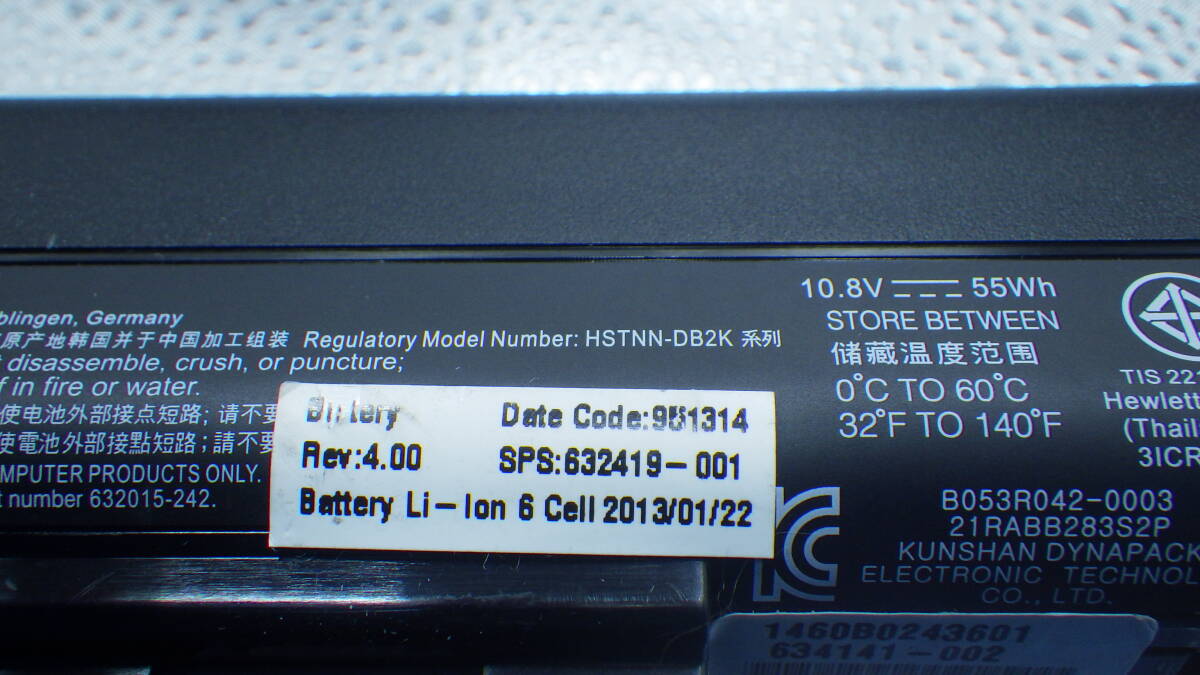 blingen, Germany
原产地韩国并于中国加工组装 Regulatory Model Number: HSTNN-DB2K 系列
disassemble, crush, or puncture;
f in fire or water.
使电池外部接点短路; 请不要
使電池外部接點短路; 請不要
MPUTER PRODUCTS ONLY.
t number 632015-242.
Battery Date Code:951314
Rev:4.00 SPS:632419-001
Battery Li-Ion 6 Cell 2013/01/22
10.8V 55Wh
STORE BETWEEN
储藏温度范围
0°C TO 60°C
32°F TO 140°F
TIS 221
Hewlett
(Thail
3ICR
B053R042-0003
21RABB283S2P
KUNSHAN DYNAPACK
ELECTRONIC TECHNOL
CO., LTD.
1460B0243601
634141-002